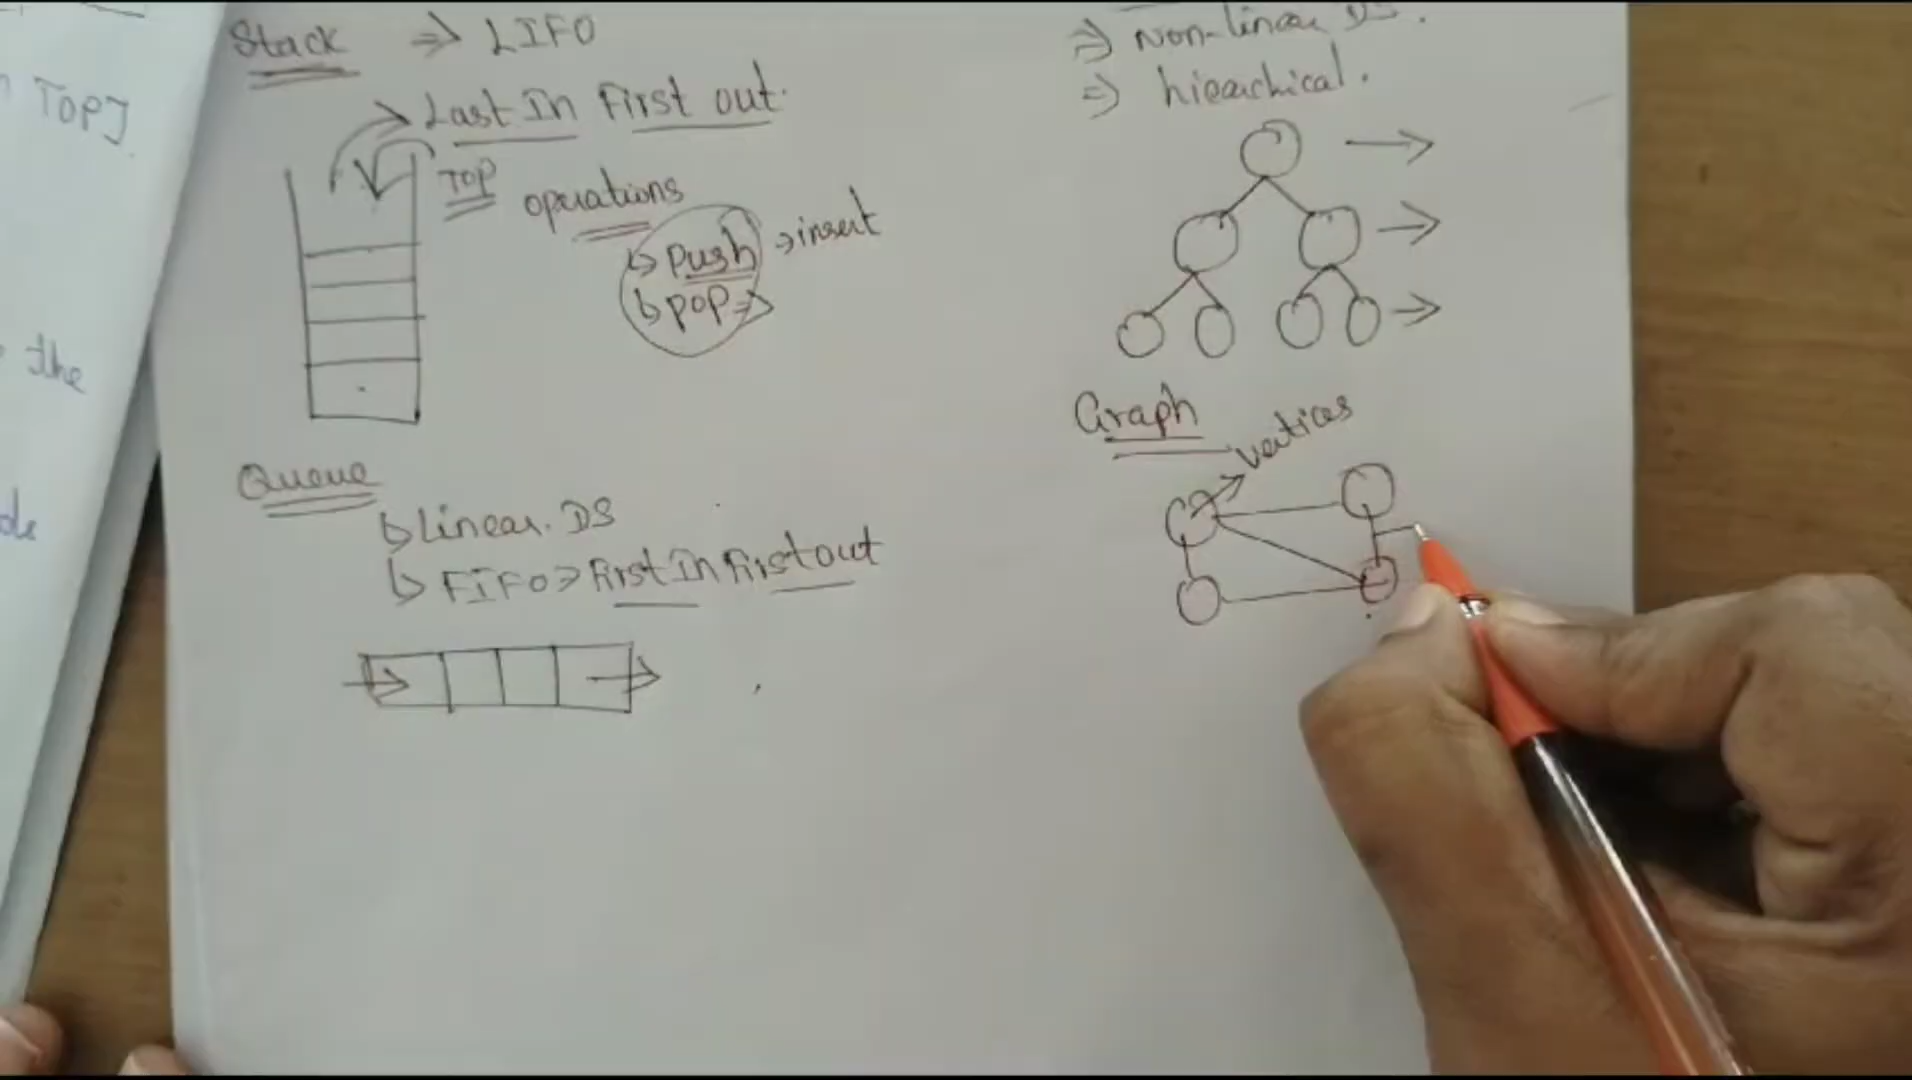 TOP]
the
Stack ⇒ LIFO
Last In First out.
TOP
operations
↳ Push → insert
↳ POP ⇒
Queue
↳ Linear. DS
↳ FIFO > First In First out
⇒ Non-linear DS.
⇒ hierachical.
Graph
vertices